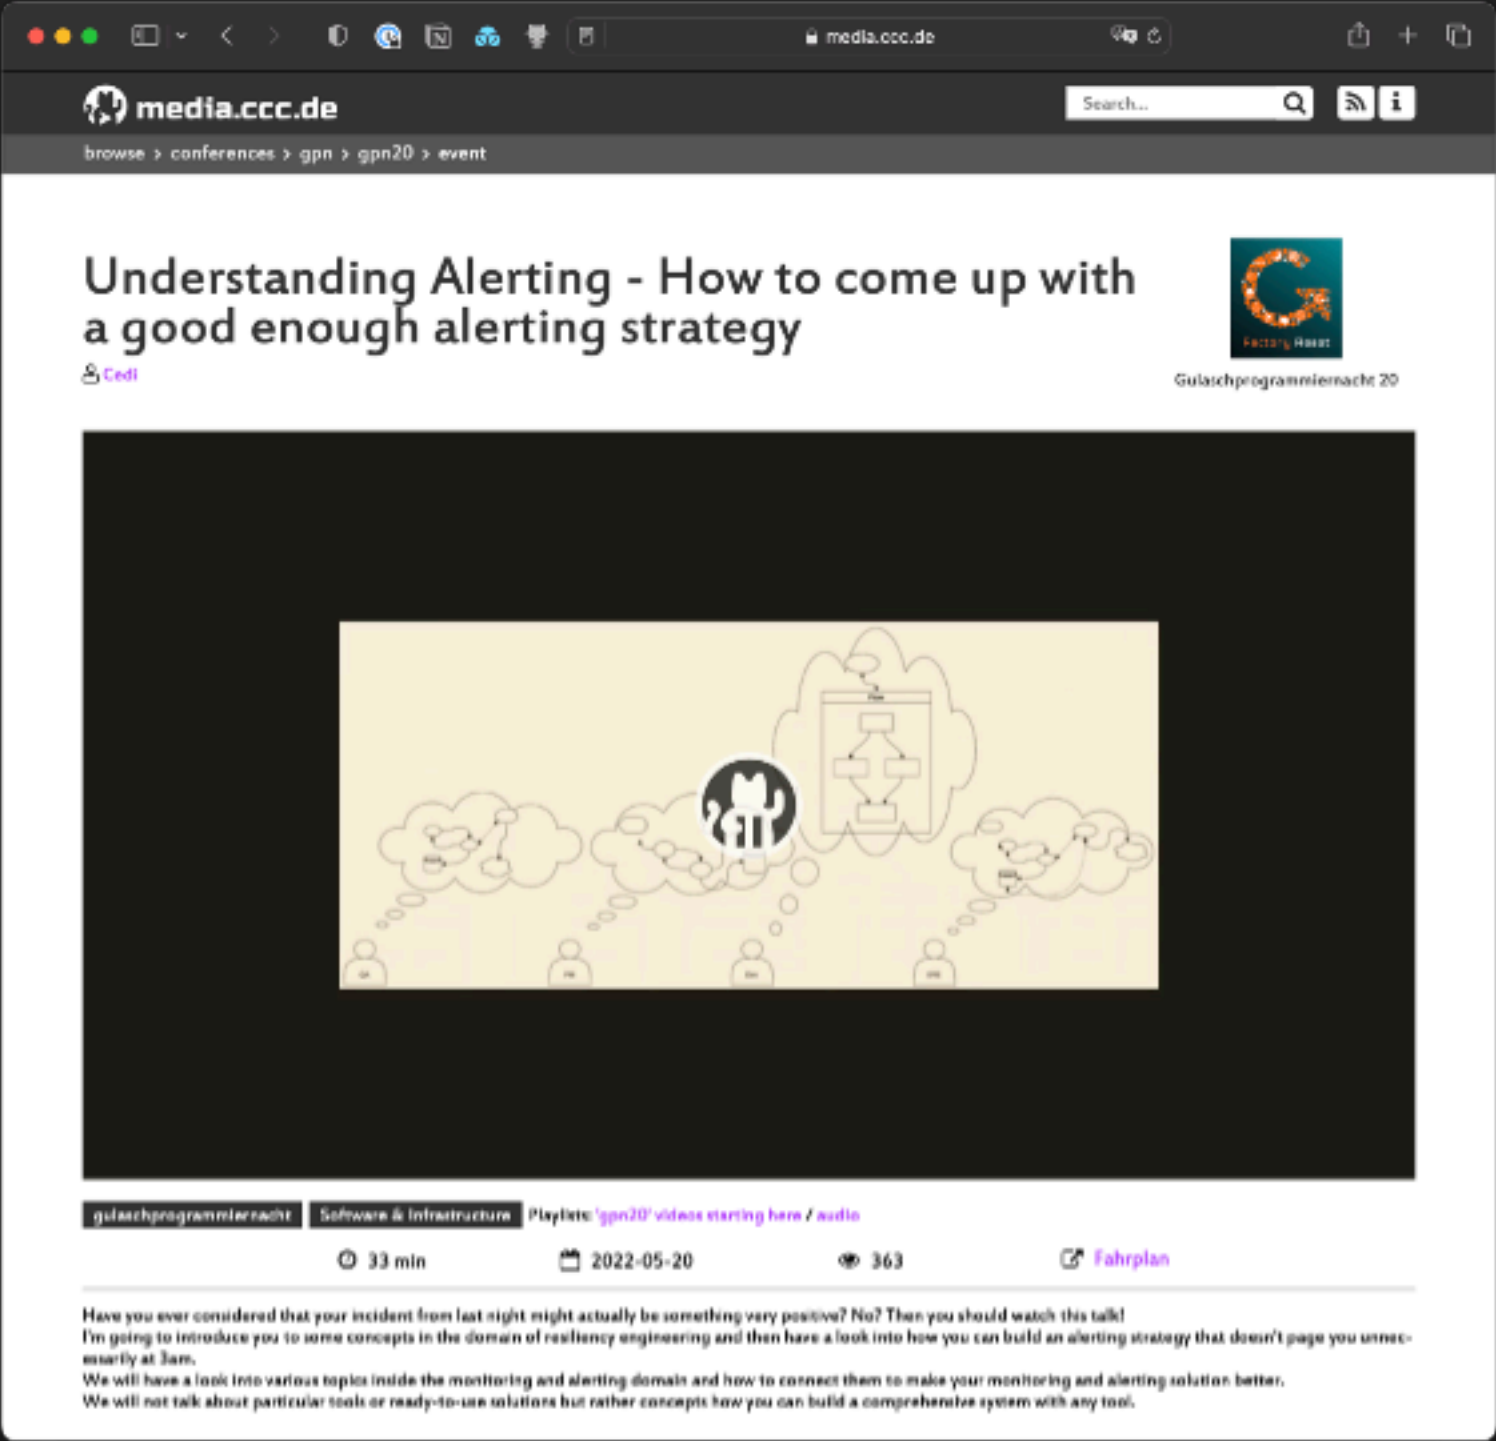 media.ccc.de
media.ccc.de
Search...
browse > conferences > gpn > gpn20 > event
Understanding Alerting - How to come up with
a good enough alerting strategy
Cedi
Factory Reset
Gulaschprogrammiernacht 20
gulaschprogrammiernacht Software & Infrastructure Playlists: 'gpn20' videos starting here / audio
33 min 2022-05-20 363 Fahrplan
Have you ever considered that your incident from last night might actually be something very positive? No? Then you should watch this talk!
I'm going to introduce you to some concepts in the domain of resiliency engineering and then have a look into how you can build an alerting strategy that doesn't page you unnec-
essarily at 3am.
We will have a look into various topics inside the monitoring and alerting domain and how to connect them to make your monitoring and alerting solution better.
We will not talk about particular tools or ready-to-use solutions but rather concepts how you can build a comprehensive system with any tool.